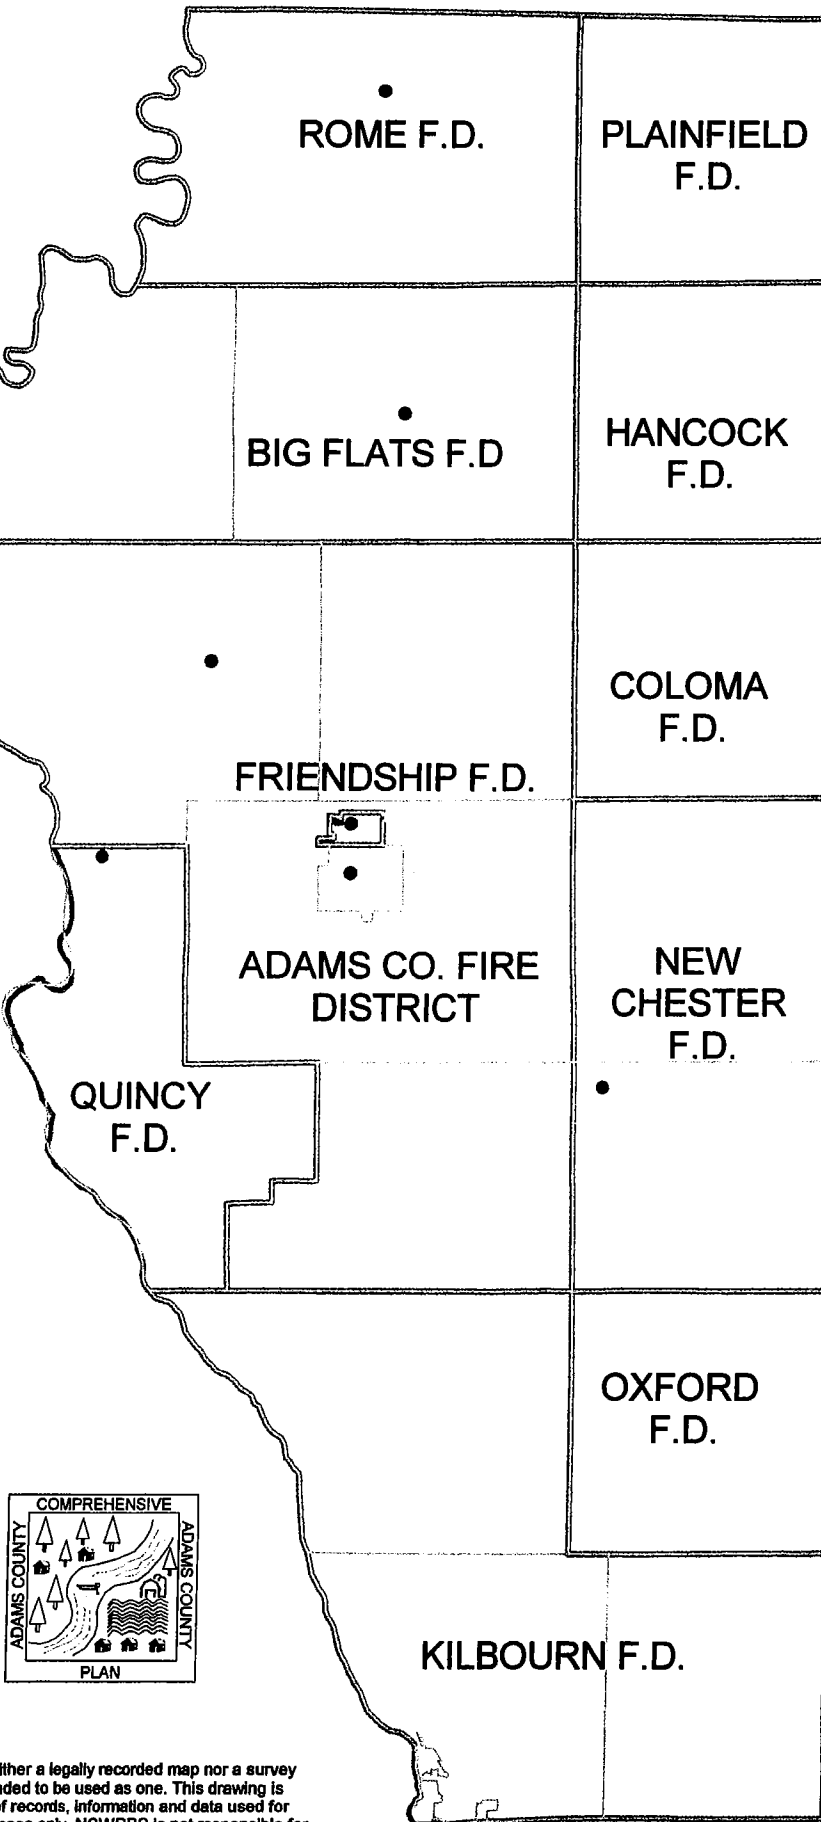 ROME F.D.
PLAINFIELD
F.D.
BIG FLATS F.D
HANCOCK
F.D.
COLOMA
F.D.
FRIENDSHIP F.D.
ADAMS CO. FIRE
DISTRICT
NEW
CHESTER
F.D.
QUINCY
F.D.
OXFORD
F.D.
COMPREHENSIVE
ADAMS COUNTY
ADAMS COUNTY
PLAN
KILBOURN F.D.
ither a legally recorded map nor a survey
ded to be used as one. This drawing is
f records, information and data used for